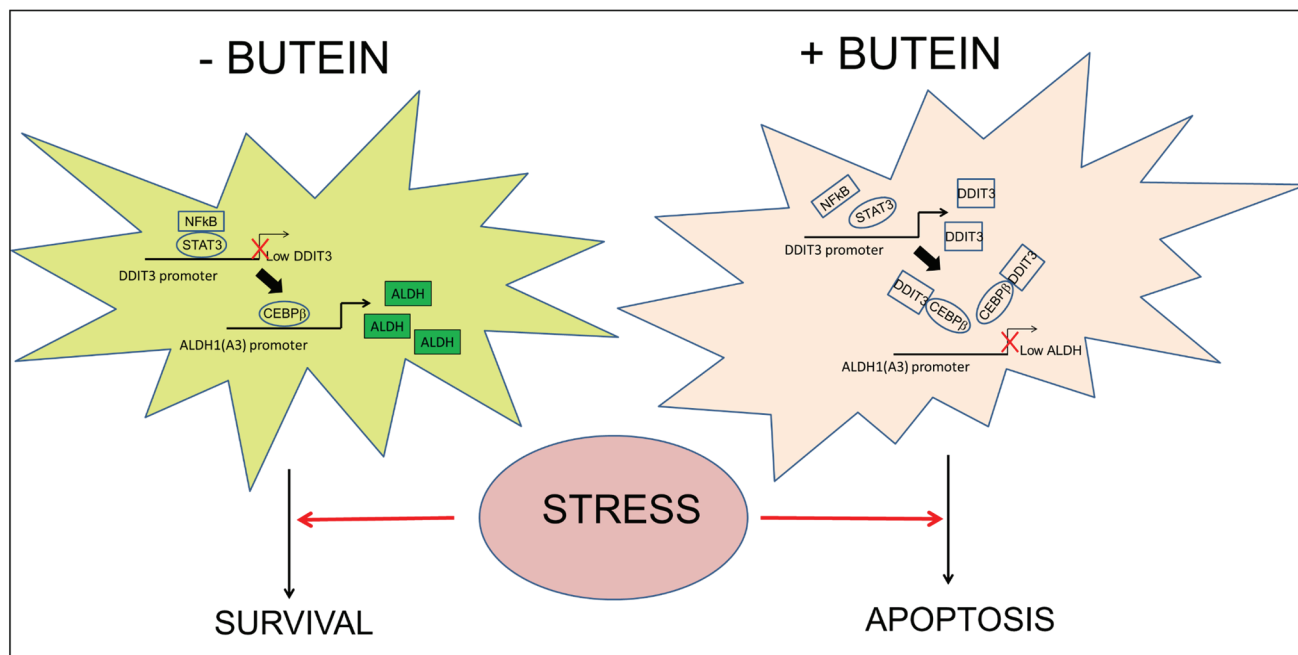 - BUTEIN
NFkB
STAT3
Low DDIT3
DDIT3 promoter
CEBPβ
ALDH1(A3) promoter
ALDH
ALDH
ALDH
+ BUTEIN
NFkB
STAT3
DDIT3
DDIT3
DDIT3 promoter
DDIT3
CEBPβ
CEBPβ
DDIT3
Low ALDH
ALDH1(A3) promoter
STRESS
SURVIVAL
APOPTOSIS